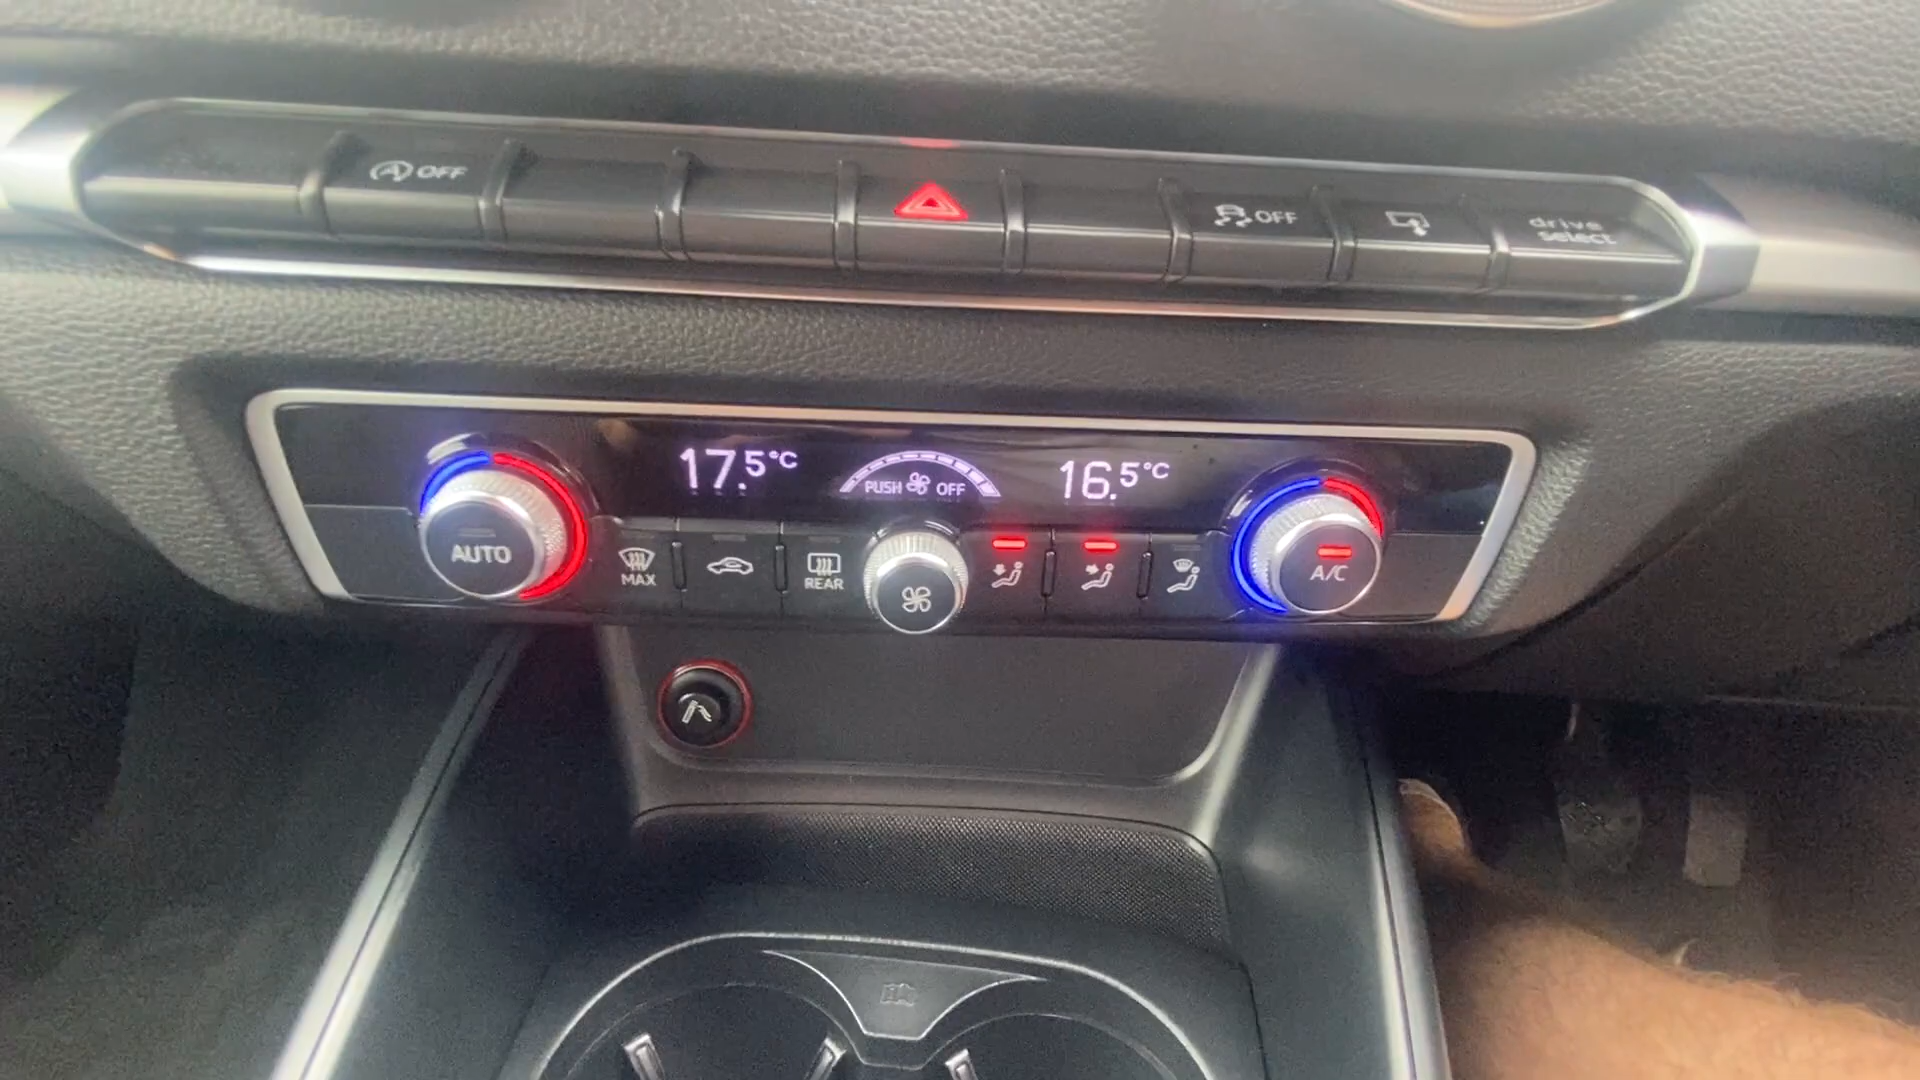 OFF
OFF
drive
select
17.5°C
PUSH OFF
16.5°C
AUTO
MAX
REAR
A/C